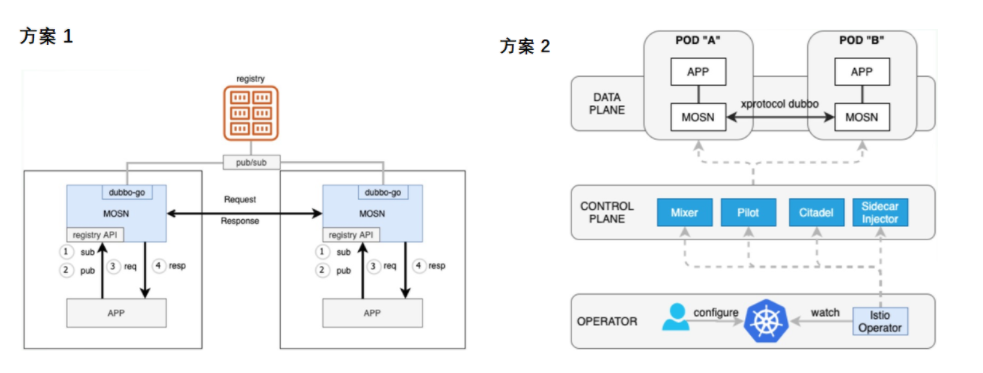 方案 1
registry
pub/sub
dubbo-go
MOSN
registry API
1 sub
2 pub
3 req
4 resp
APP
Request
Response
dubbo-go
MOSN
registry API
1 sub
2 pub
3 req
4 resp
APP
方案 2
POD "A"
POD "B"
APP
APP
DATA
PLANE
xprotocol dubbo
MOSN
MOSN
CONTROL
PLANE
Mixer
Pilot
Citadel
Sidecar
Injector
OPERATOR
configure
watch
Istio
Operator